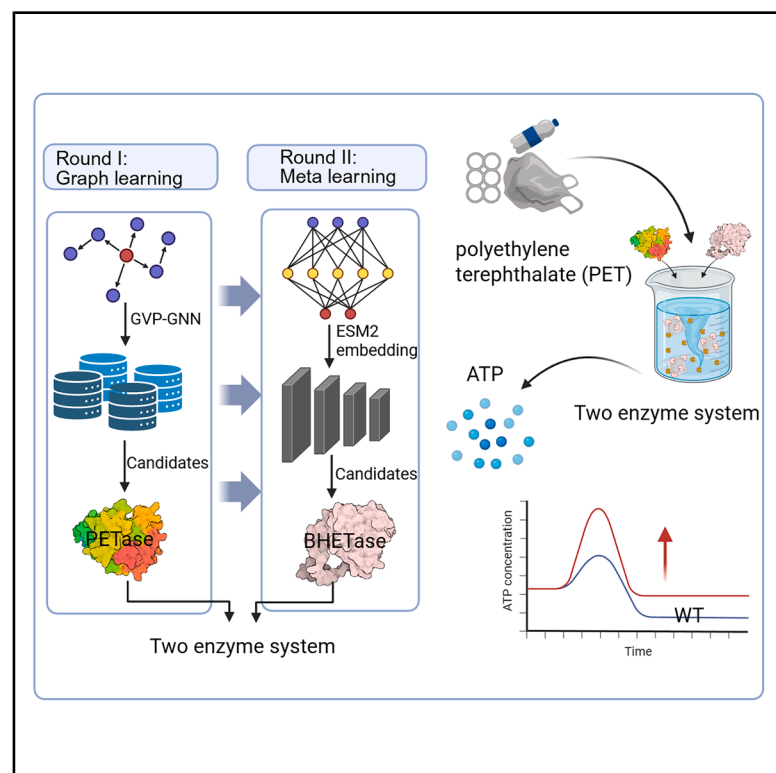 Round I:
Graph learning
Round II:
Meta learning
GVP-GNN
ESM2
embedding
Candidates
Candidates
PETase
BHETase
Two enzyme system
polyethylene
terephthalate (PET)
ATP
Two enzyme system
ATP concentration
WT
Time